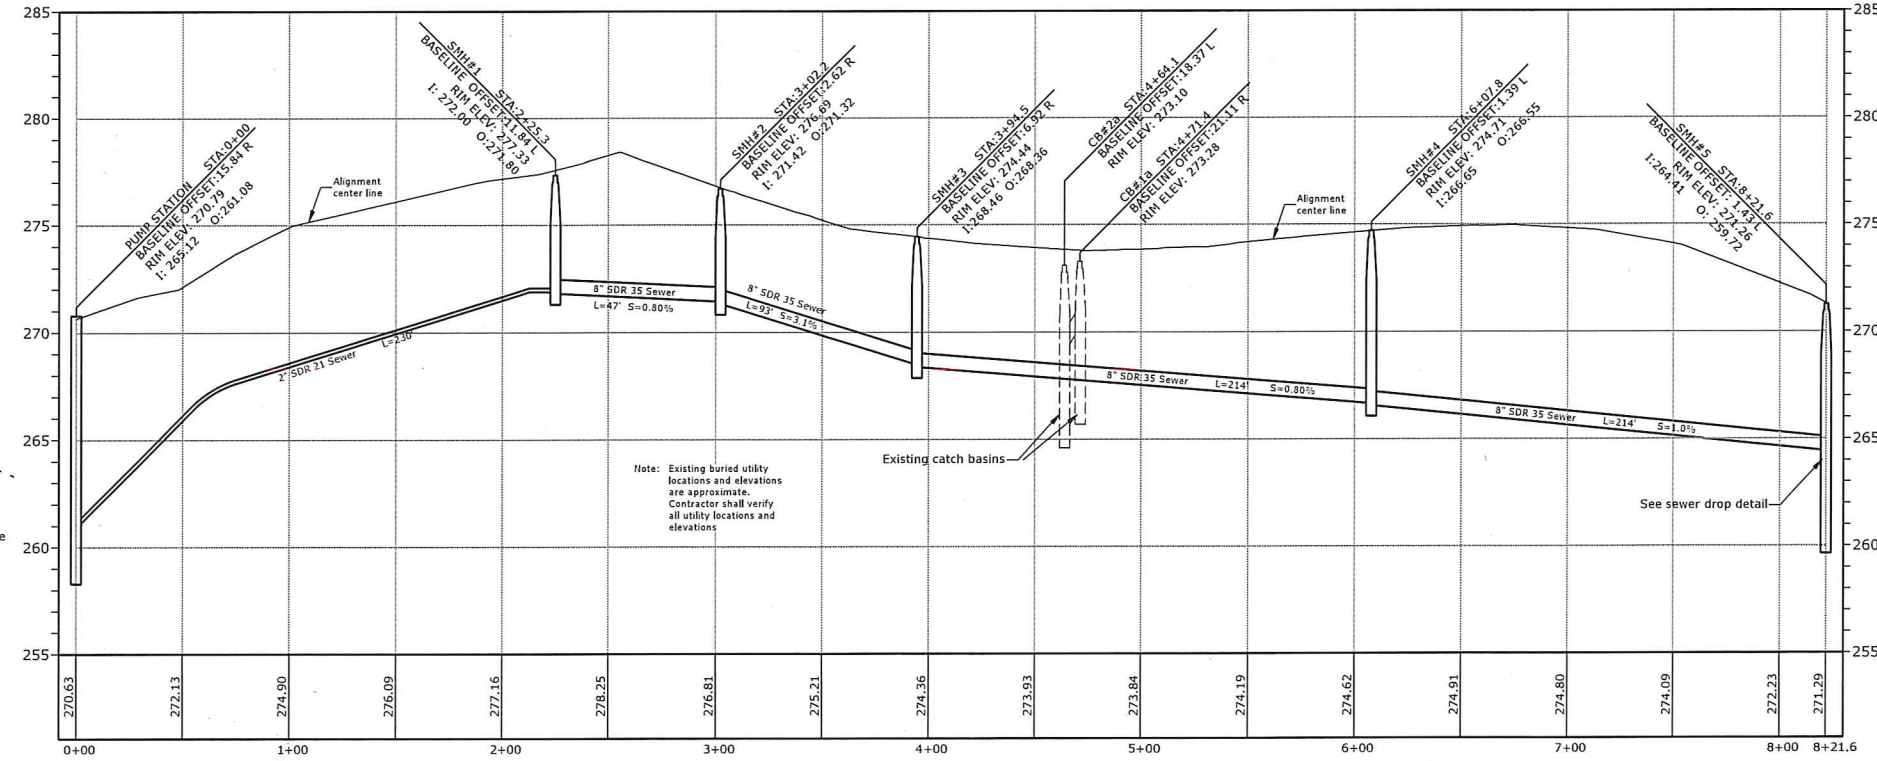 285
280
275
270
265
260
255
PUMP STATION STA:0+00
BASELINE OFFSET:15.84 R
RIM ELEV: 270.79
I: 265.12 O:261.08
Alignment
center line
SMH#1 STA:2+25.3
BASELINE OFFSET:11.84 L
RIM ELEV: 277.33
I: 272.00 O:271.80
SMH#2 STA:3+02.2
BASELINE OFFSET:2.62 R
RIM ELEV: 276.69
I: 271.42 O:271.32
SMH#3 STA:3+94.5
BASELINE OFFSET:6.92 R
RIM ELEV: 274.44
I:268.46 O:268.36
CB#2a STA:4+64.1
BASELINE OFFSET:18.37 L
RIM ELEV: 273.10
CB#1a STA:4+71.4
BASELINE OFFSET:21.11 R
RIM ELEV: 273.28
Alignment
center line
SMH#4 STA:6+07.8
BASELINE OFFSET:1.39 L
RIM ELEV: 274.71
I:266.65 O:266.55
SMH#5 STA:8+21.6
BASELINE OFFSET: 1.43 L
RIM ELEV: 271.26
I:264.41 O: 259.72
285
280
275
270
265
260
255
2" SDR 21 Sewer L=230'
8" SDR 35 Sewer
L=47' S=0.80%
8" SDR 35 Sewer
L=93' S=3.1%
8" SDR 35 Sewer L=214' S=0.80%
8" SDR 35 Sewer L=214' S=1.0%
Existing catch basins
Note: Existing buried utility
locations and elevations
are approximate.
Contractor shall verify
all utility locations and
elevations
See sewer drop detail
e
270.63 272.13 274.90 276.09 277.16 278.25 276.81 275.21 274.36 273.93 273.84 274.19 274.62 274.91 274.80 274.09 272.23 271.29
0+00 1+00 2+00 3+00 4+00 5+00 6+00 7+00 8+00 8+21.6